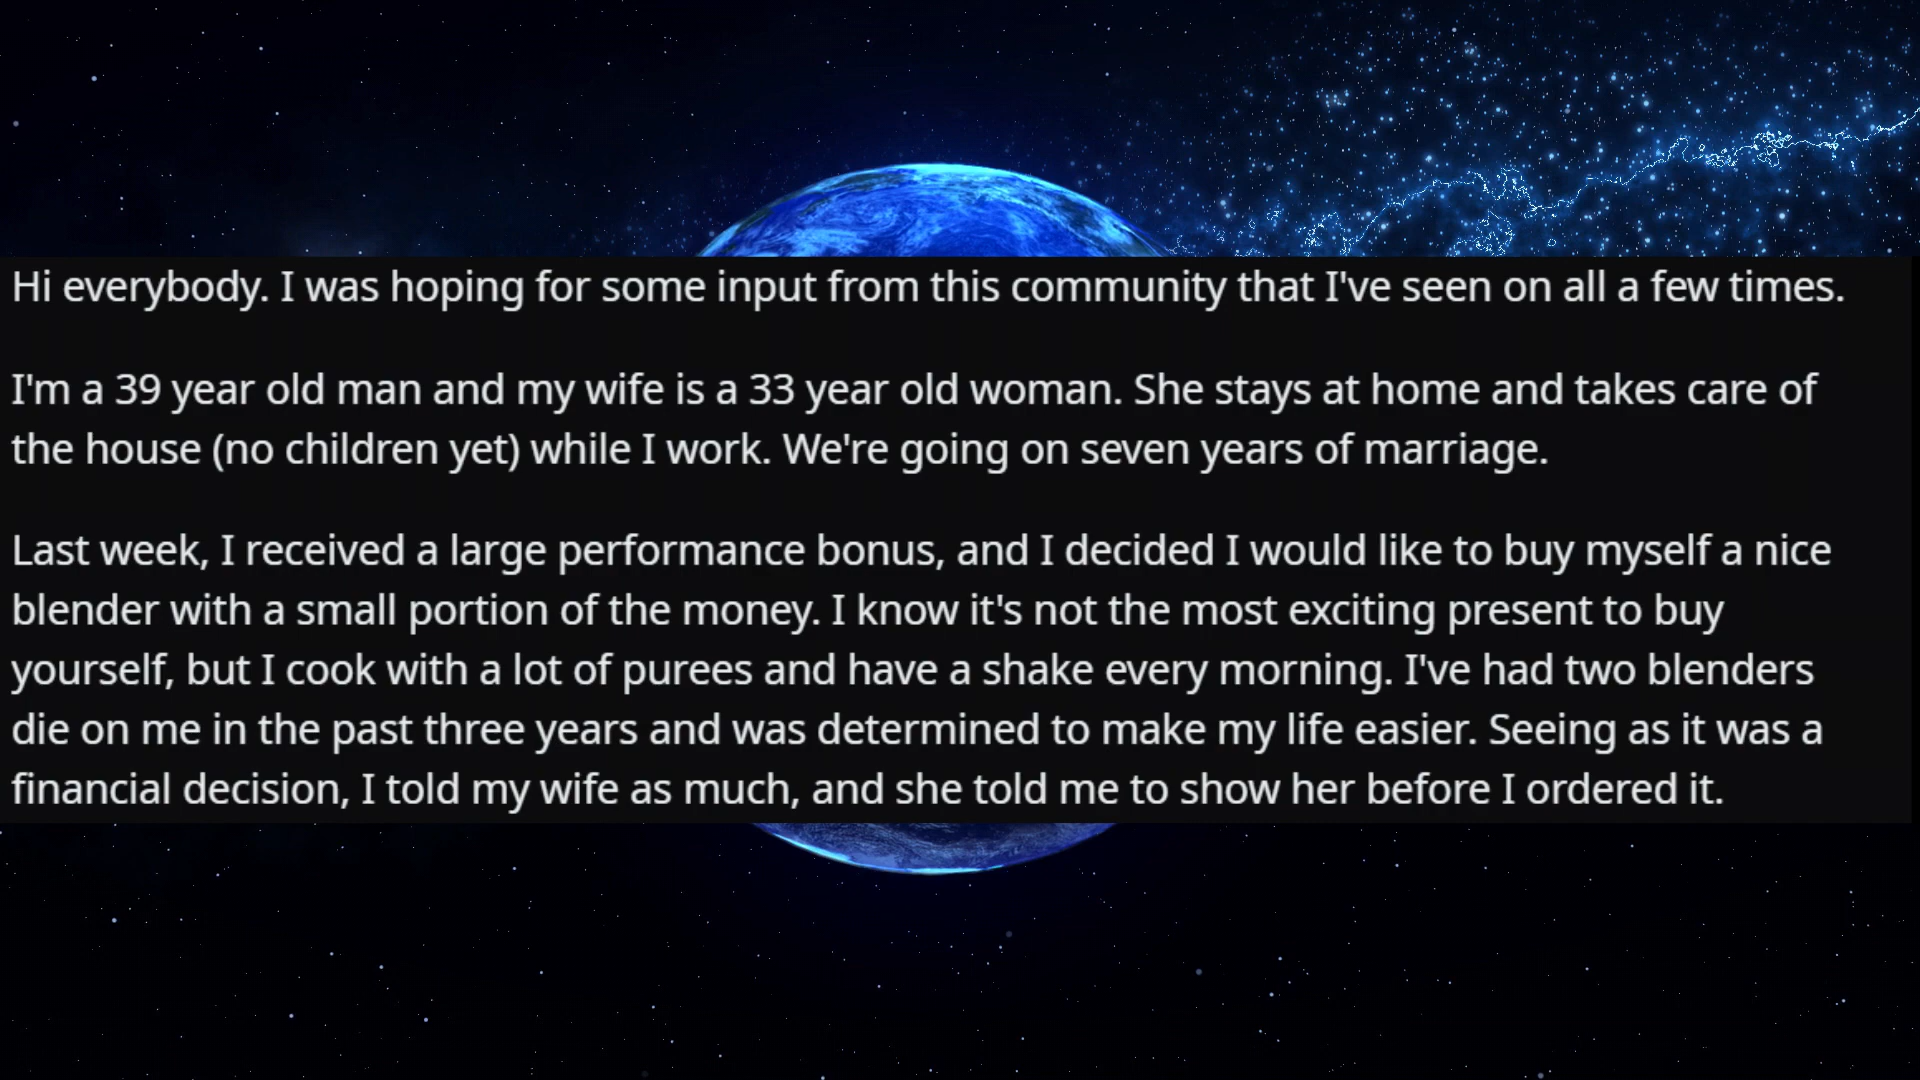 Hi everybody. I was hoping for some input from this community that I've seen on all a few times.
I'm a 39 year old man and my wife is a 33 year old woman. She stays at home and takes care of
the house (no children yet) while I work. We're going on seven years of marriage.
Last week, I received a large performance bonus, and I decided I would like to buy myself a nice
blender with a small portion of the money. I know it's not the most exciting present to buy
yourself, but I cook with a lot of purees and have a shake every morning. I've had two blenders
die on me in the past three years and was determined to make my life easier. Seeing as it was a
financial decision, I told my wife as much, and she told me to show her before I ordered it.